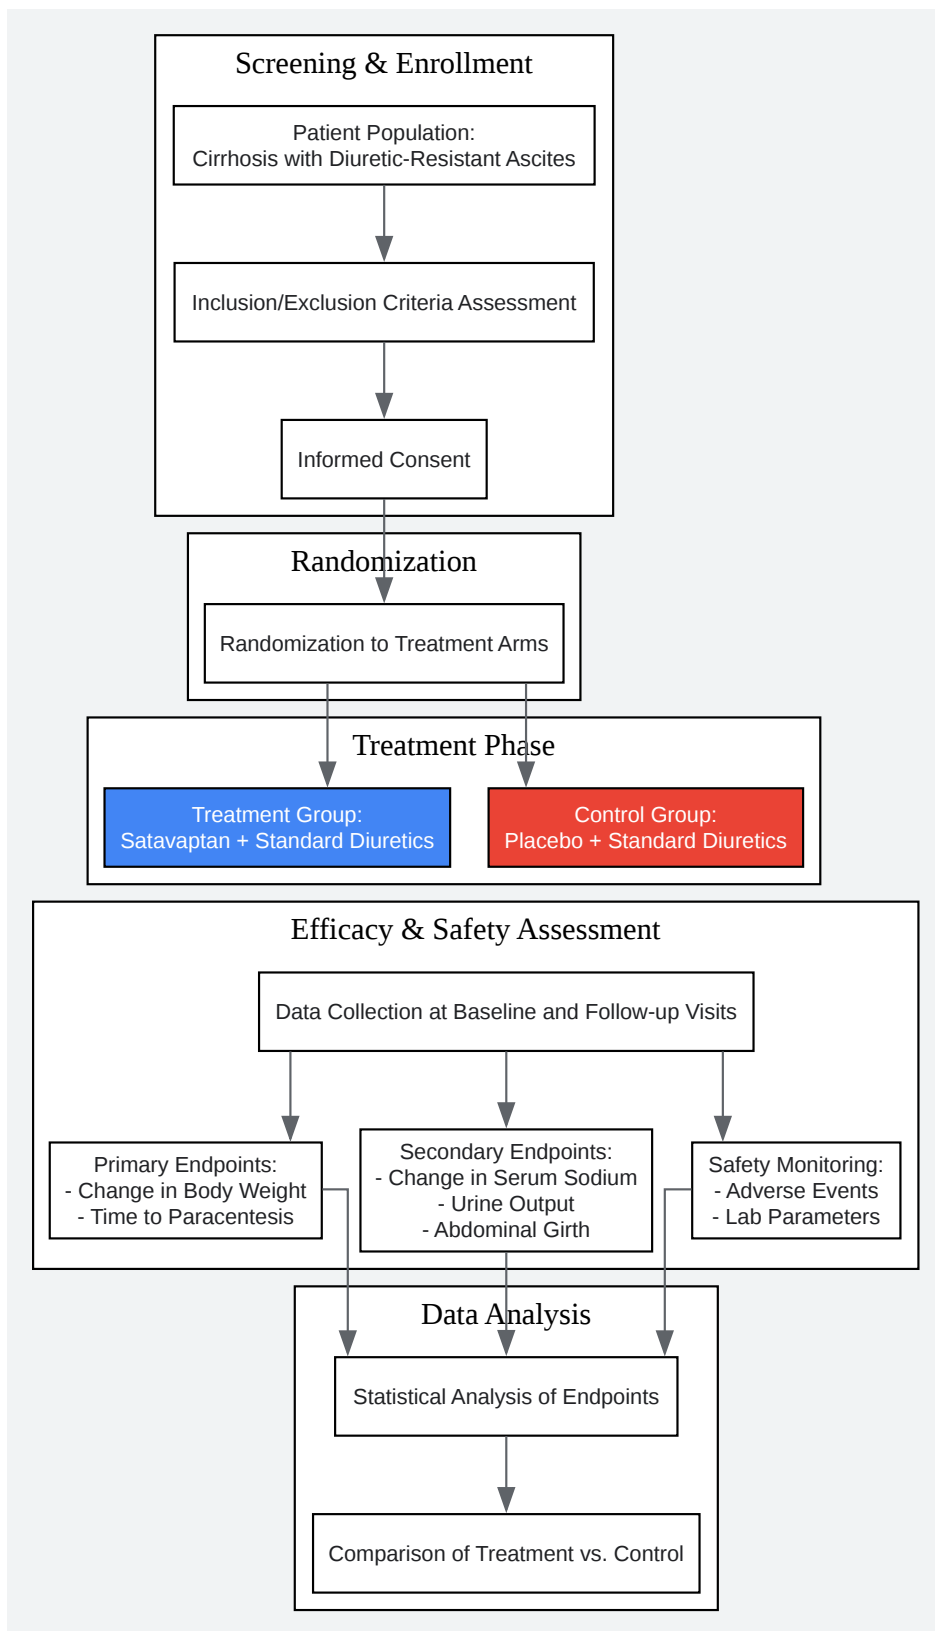 Screening & Enrollment
Patient Population:
Cirrhosis with Diuretic-Resistant Ascites
Inclusion/Exclusion Criteria Assessment
Informed Consent
Randomization
Randomization to Treatment Arms
Treatment Phase
Treatment Group:
Satavaptan + Standard Diuretics
Control Group:
Placebo + Standard Diuretics
Efficacy & Safety Assessment
Data Collection at Baseline and Follow-up Visits
Primary Endpoints:
- Change in Body Weight
- Time to Paracentesis
Secondary Endpoints:
- Change in Serum Sodium
- Urine Output
- Abdominal Girth
Safety Monitoring:
- Adverse Events
- Lab Parameters
Data Analysis
Statistical Analysis of Endpoints
Comparison of Treatment vs. Control